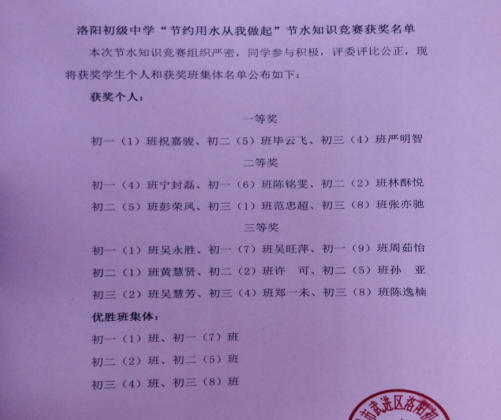 洛阳初级中学“节约用水从我做起”节水知识竞赛获奖名单
本次节水知识竞赛组织严密，同学参与积极，评委评比公正，现
将获奖学生个人和获奖班集体名单公布如下：
获奖个人：
一等奖
初一（1）班祝嘉骏、初二（5）班毕云飞、初三（4）班严明智
二等奖
初一（4）班宁封磊、初一（6）班陈铭雯、初二（2）班林酥悦
初二（5）班彭荣凤、初三（1）班范忠超、初三（8）班张亦驰
三等奖
初一（1）班吴永胜、初一（7）班吴旺萍、初一（9）班周茹怡
初二（1）班黄慧贤、初二（2）班许 可、初二（5）班孙 亚
初三（2）班吴慧芳、初三（4）班郑一未、初三（8）班陈逸楠
优胜班集体：
初一（1）班、初一（7）班
初二（2）班、初二（5）班
初三（4）班、初三（8）班
市武进区洛阳初